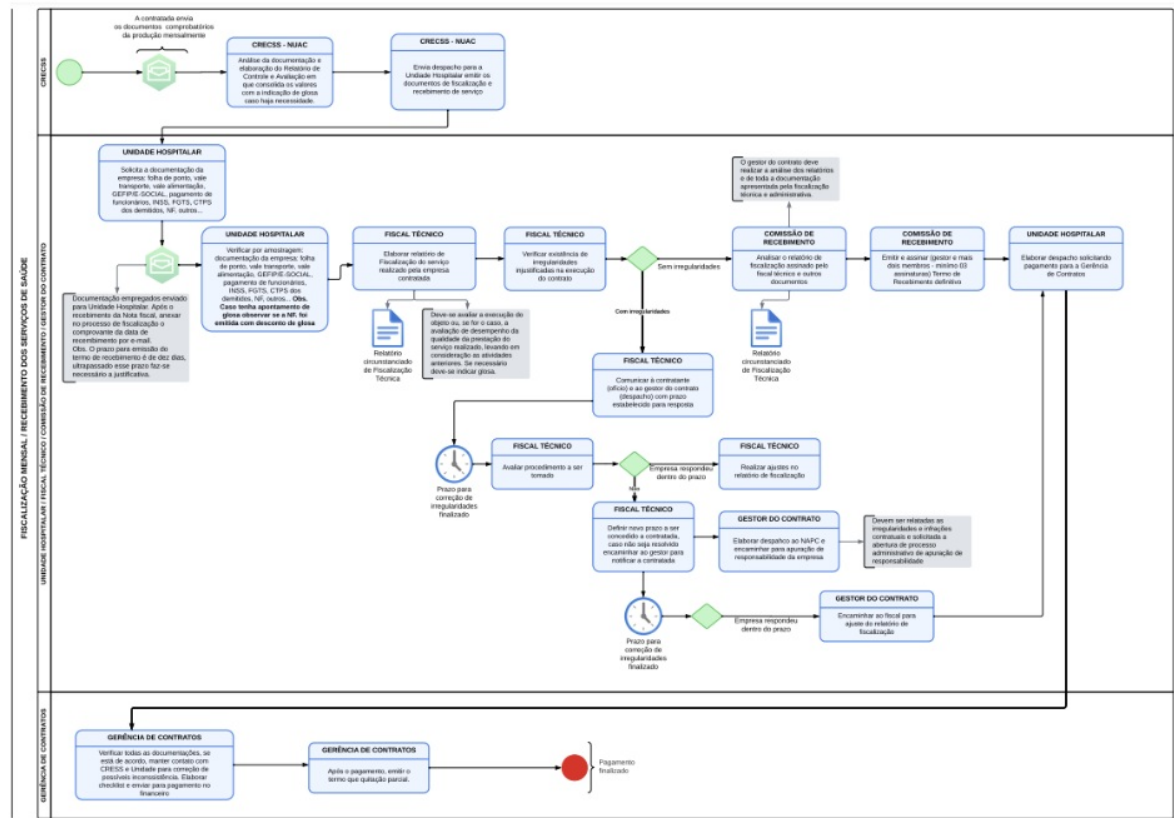 FISCALIZAÇÃO MENSAL / RECEBIMENTO DOS SERVIÇOS DE SAÚDE
CRECSS
A contratada envia
os documentos comprobatórios
da produção mensalmente
CRECSS - NUAC
Análise da documentação e
elaboração do Relatório de
Controle e Avaliação em
que consolida os valores
com a indicação de glosa
caso haja necessidade.
CRECSS - NUAC
Envia despacho para a
Unidade Hospitalar emitir os
documentos de fiscalização e
recebimento de serviço
UNIDADE HOSPITALAR / FISCAL TÉCNICO / COMISSÃO DE RECEBIMENTO / GESTOR DO CONTRATO
UNIDADE HOSPITALAR
Solicita a documentação da
empresa: folha de ponto, vale
transporte, vale alimentação,
GEFIP/E-SOCIAL, pagamento de
funcionários, INSS, FGTS, CTPS
dos demitidos, NF, outros...
Documentação empregados enviado
para Unidade Hospitalar. Após o
recebimento da Nota fiscal, anexar
no processo de fiscalização o
comprovante da data de
recembimento por e-mail.
Obs. O prazo para emissão do
termo de recebimento é de dez dias,
ultrapassado esse prazo faz-se
necessário a justificativa.
UNIDADE HOSPITALAR
Verificar por amostragem:
documentação da empresa: folha
de ponto, vale transporte, vale
alimentação, GEFIP/E-SOCIAL,
pagamento de funcionários,
INSS, FGTS, CTPS dos
demitidos, NF, outros... Obs.
Caso tenha apontamento de
glosa observar se a NF. foi
emitida com desconto de glosa
FISCAL TÉCNICO
Elaborar relatório de
Fiscalização do serviço
realizado pela empresa
contratada
Relatório
circunstanciado
de Fiscalização
Técnica
Deve-se avaliar a execução do
objeto ou, se for o caso, a
avaliação de desempenho da
qualidade da prestação do
serviço realizado, levando em
consideração as atividades
anteriores. Se necessário
deve-se indicar glosa.
FISCAL TÉCNICO
Verificar existência de
irregularidades
injustificadas na execução
do contrato
Sem irregularidades
Com irregularidades
O gestor do contrato deve
realizar a análise dos relatórios
e de toda a documentação
apresentada pela fiscalização
técnica e administrativa.
COMISSÃO DE
RECEBIMENTO
Analisar o relatório de
fiscalização assinado pelo
fiscal técnico e outros
documentos
Relatório
circunstanciado
de Fiscalização
Técnica
COMISSÃO DE
RECEBIMENTO
Emitir e assinar (gestor e mais
dois membros - mínimo 03
assinaturas) Termo de
Recebimento definitivo
UNIDADE HOSPITALAR
Elaborar despacho solicitando
pagamento para a Gerência
de Contratos
FISCAL TÉCNICO
Comunicar à contratante
(ofício) e ao gestor do contrato
(despacho) com prazo
estabelecido para resposta
Prazo para
correção de
irregularidades
finalizado
FISCAL TÉCNICO
Avaliar procedimento a ser
tomado
Empresa respondeu
dentro do prazo
Não
FISCAL TÉCNICO
Realizar ajustes no
relatório de fiscalização
FISCAL TÉCNICO
Definir novo prazo a ser
concedido a contratada,
caso não seja resolvido
encaminhar ao gestor para
notificar a contratada
GESTOR DO CONTRATO
Elaborar despahco ao NAPC e
encaminhar para apuração de
responsabilidade da empresa
Devem ser relatadas as
irregularidades e infrações
contratuais e solicitada a
abertura de processo
administrativo de apuração de
responsabilidade
Prazo para
correção de
irregularidades
finalizado
Empresa respondeu
dentro do prazo
GESTOR DO CONTRATO
Encaminhar ao fiscal para
ajuste do relatório de
fiscalização
GERÊNCIA DE CONTRATOS
GERÊNCIA DE CONTRATOS
Verificar todas as documentações, se
está de acordo, manter contato com
CRESS e Unidade para correção de
possíveis inconsistência. Elaborar
checklist e enviar para pagamento no
financeiro
GERÊNCIA DE CONTRATOS
Após o pagamento, emitir o
termo que quitação parcial.
Pagamento
finalizado